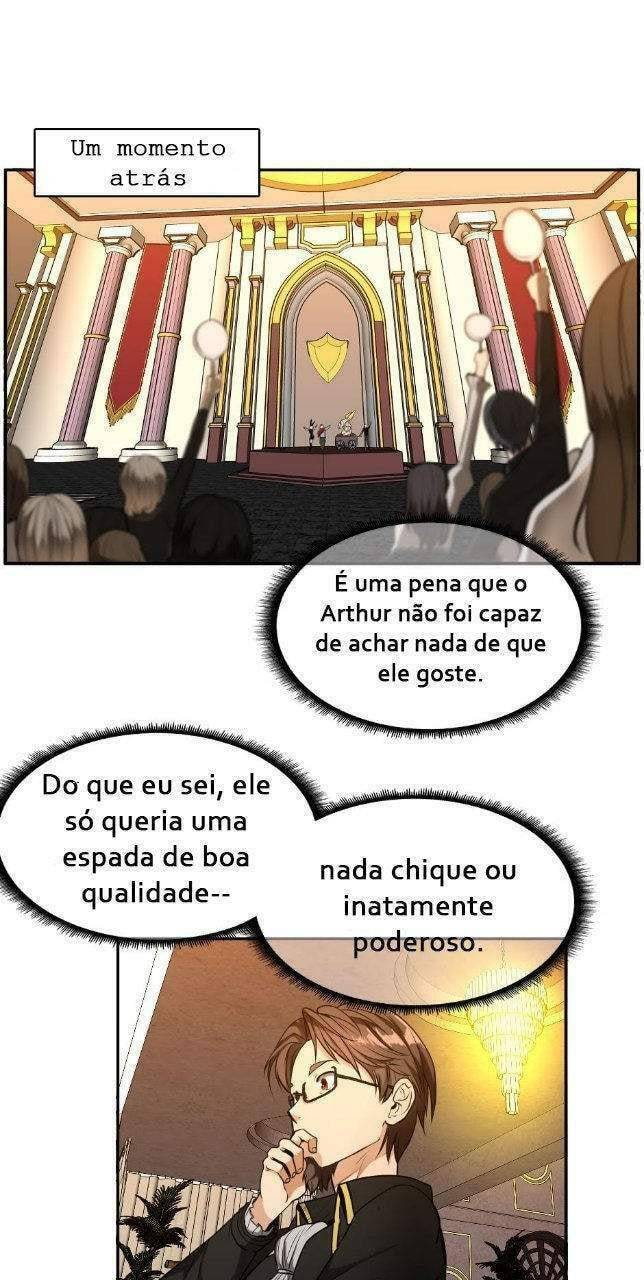 Um momento
atrás
É uma pena que o
Arthur não foi capaz
de achar nada de que
ele goste.
Do que eu sei, ele
só queria uma
espada de boa
qualidade--
nada chique ou
inatamente
poderoso.